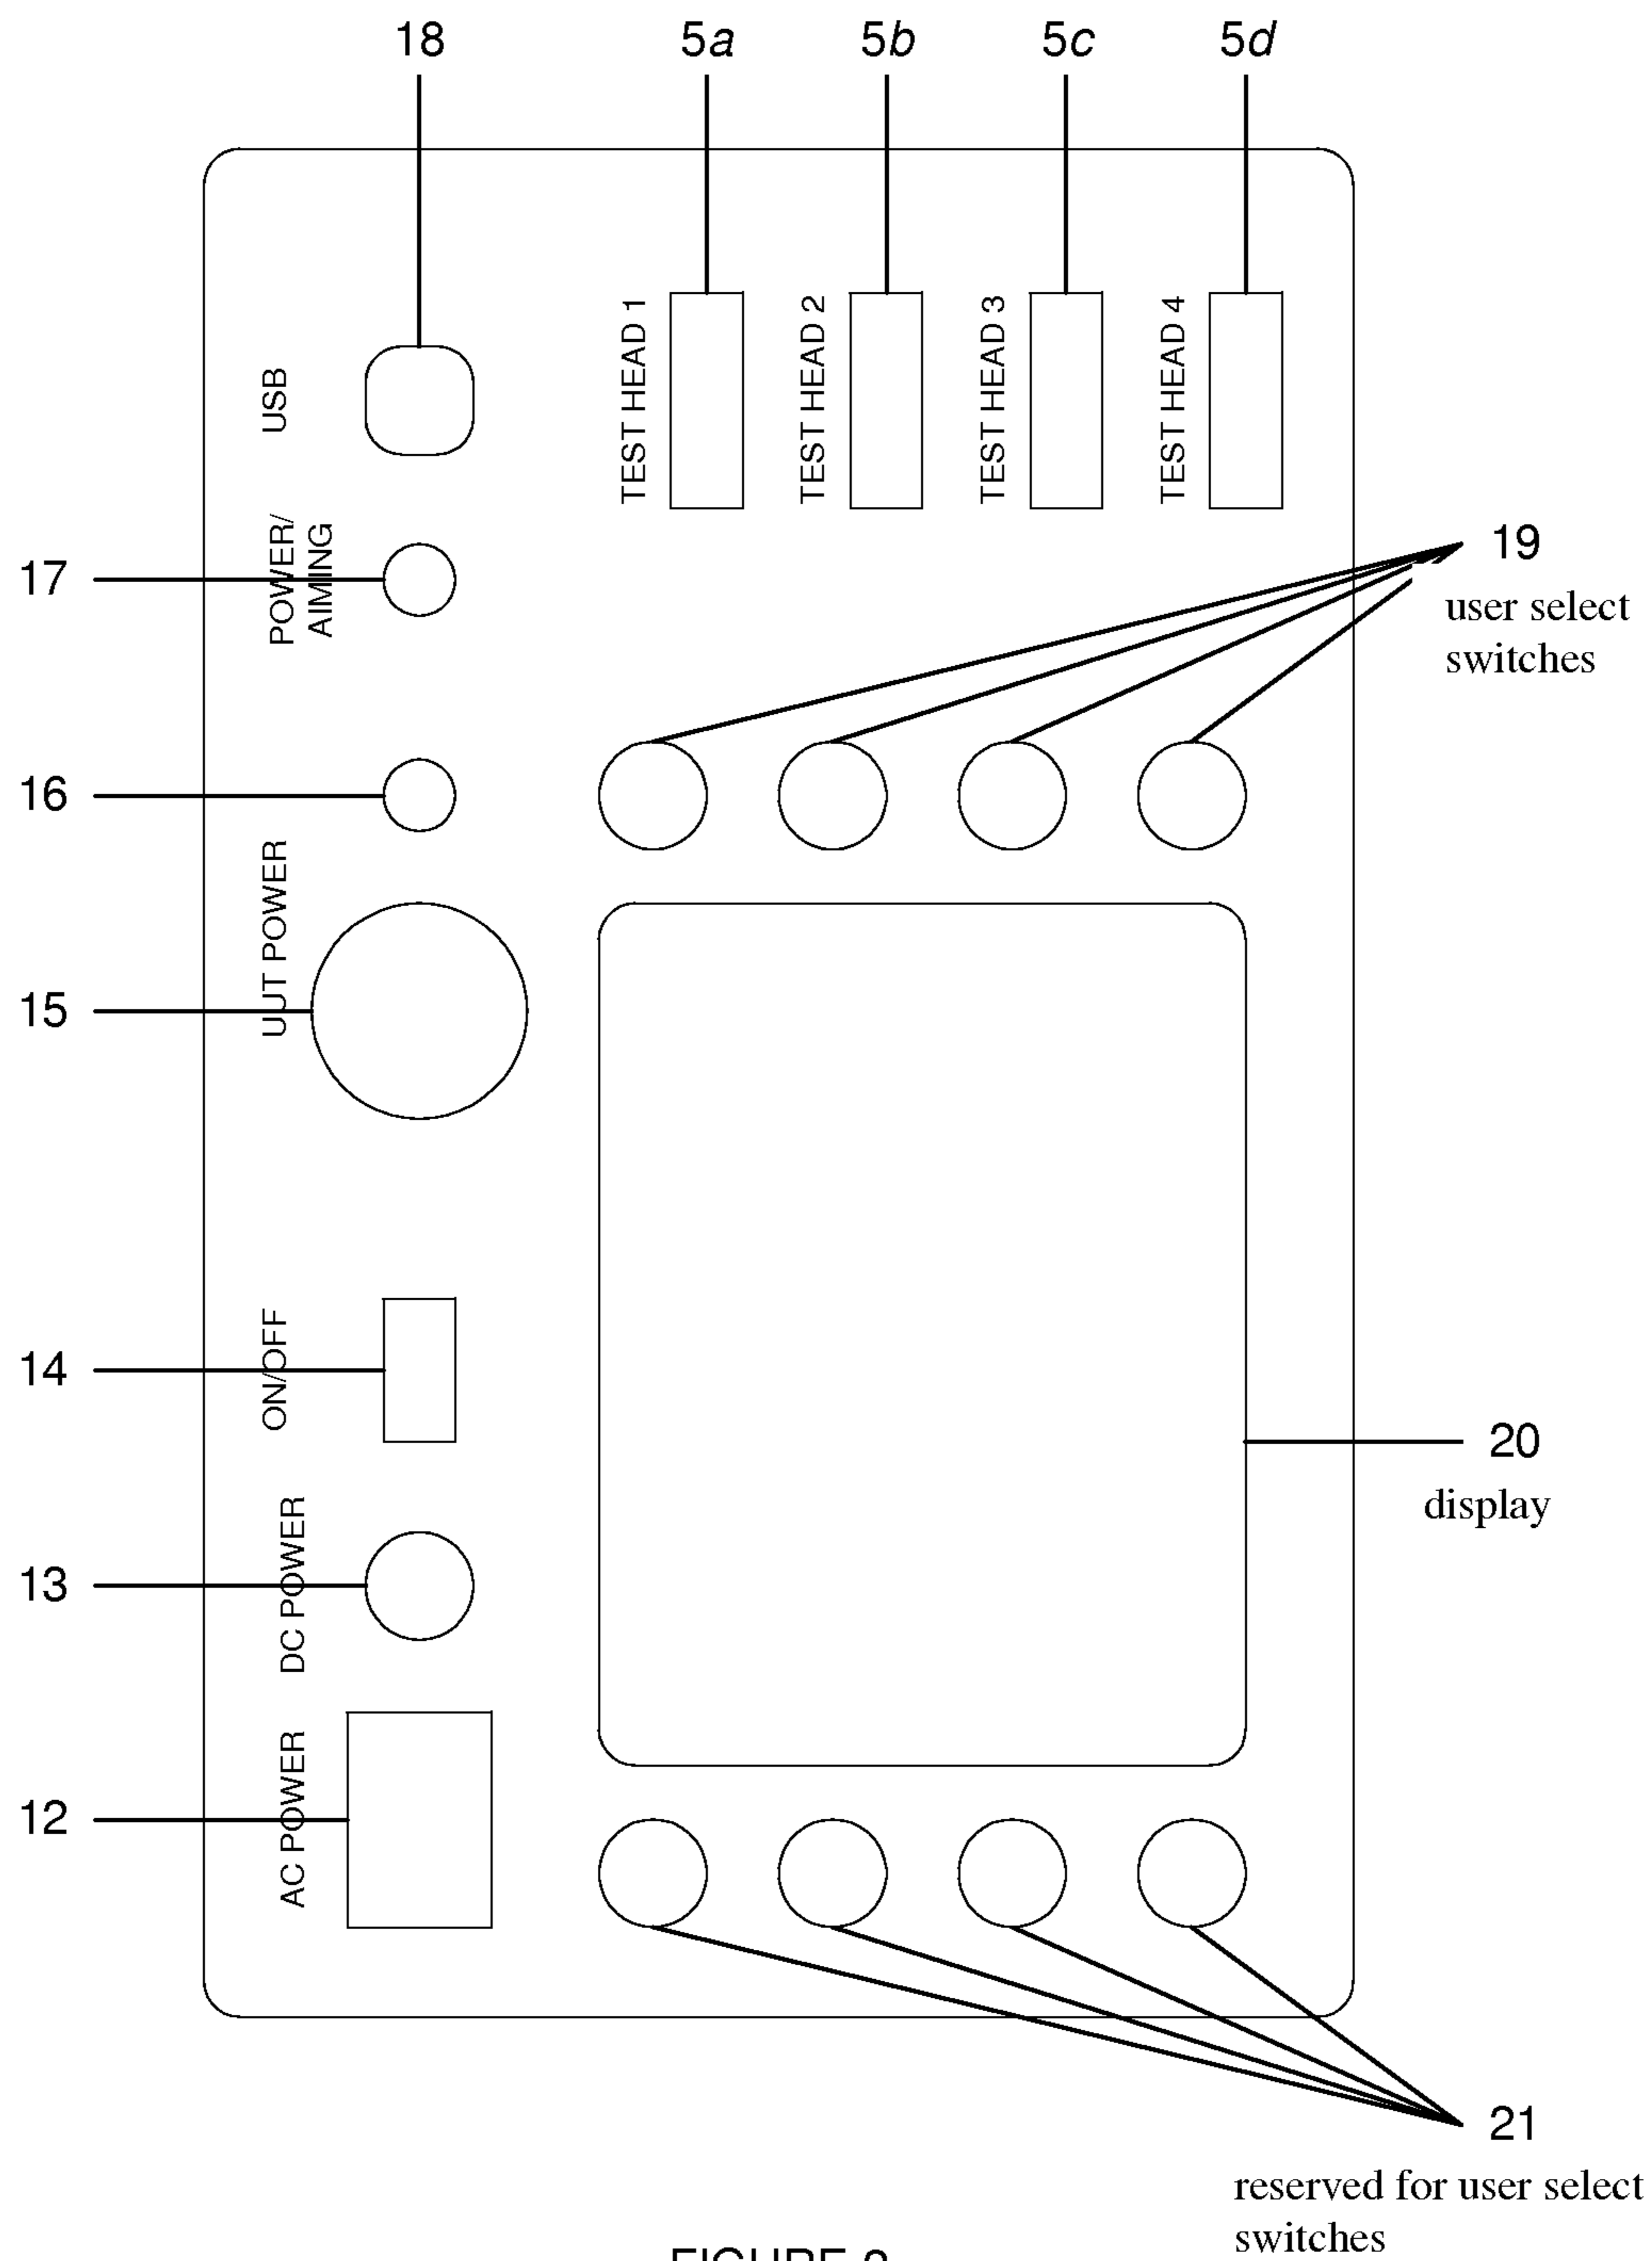 18 5a 5b 5c 5d
USB
TEST HEAD 1
TEST HEAD 2
TEST HEAD 3
TEST HEAD 4
17
POWER/
AIMING
19
user select
switches
16
UUT POWER
15
ON/OFF
14
20
display
DC POWER
13
AC POWER
12
21
reserved for user select
switches
FIGURE